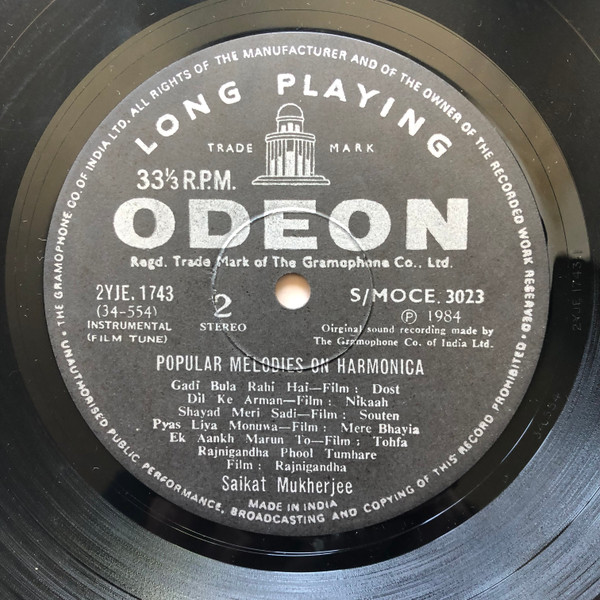 THE GRAMOPHONE CO. OF INDIA LTD. ALL RIGHTS OF THE MANUFACTURER AND OF THE OWNER OF THE RECORDED WORK RESERVED
LONG PLAYING
TRADE MARK
33⅓ R.P.M.
ODEON
Regd. Trade Mark of The Gramophone Co., Ltd.
2YJE. 1743
(34-554)
INSTRUMENTAL
(FILM TUNE)
2
STEREO
S/MOCE. 3023
Ⓟ 1984
Oirginal sound recording made by
The Gramophone Co. of India Ltd.
POPULAR MELODIES ON HARMONICA
Gadi Bula Rahi Hai—Film : Dost
Dil Ke Arman—Film : Nikaah
Shayad Meri Sadi—Film : Souten
Pyas Liya Monuwa—Film : Mere Bhayia
Ek Aankh Marun To—Film : Tohfa
Rajnigandha Phool Tumhare
Film : Rajnigandha
Saikat Mukherjee
MADE IN INDIA
UNAUTHORISED PUBLIC PERFORMANCE, BROADCASTING AND COPYING OF THIS RECORD PROHIBITED